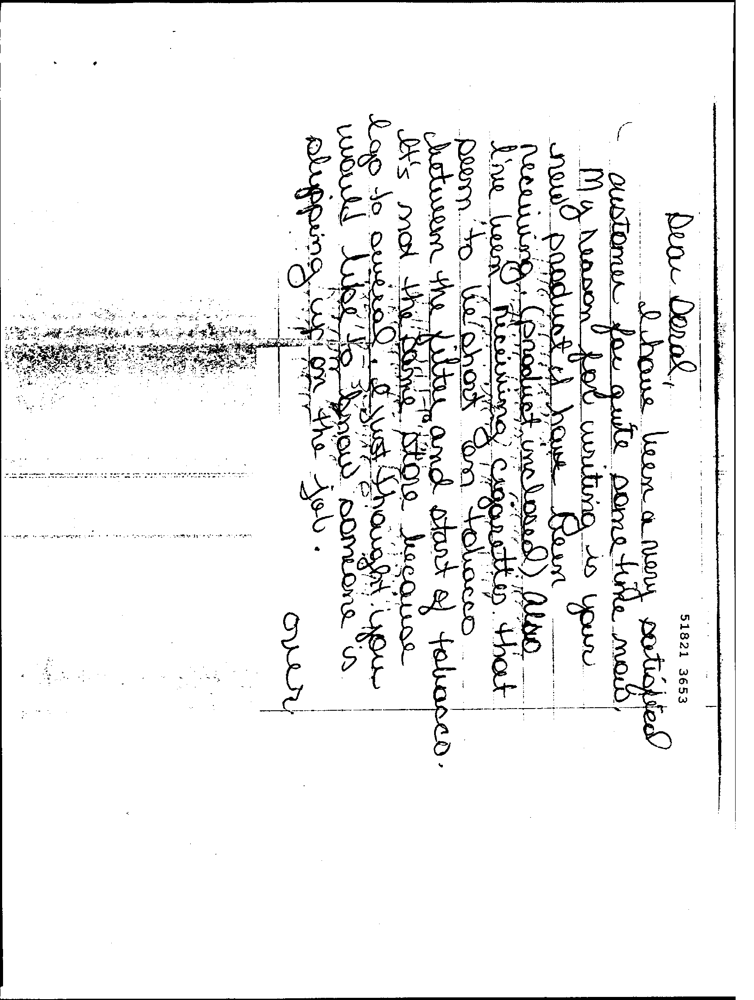 51821 3653
Dear Deral,
I have been a very satisfied
customer for quite some time now.
My reason for writing is your
new product I have been
receiving. (product inclosed) Also
I've been receiving cigarettes that
seem to be short on tobacco
between the filter and start of tobacco.
It's not the same store because
I go to several. I just thought you
would like to know someone is
slipping up on the job.
over